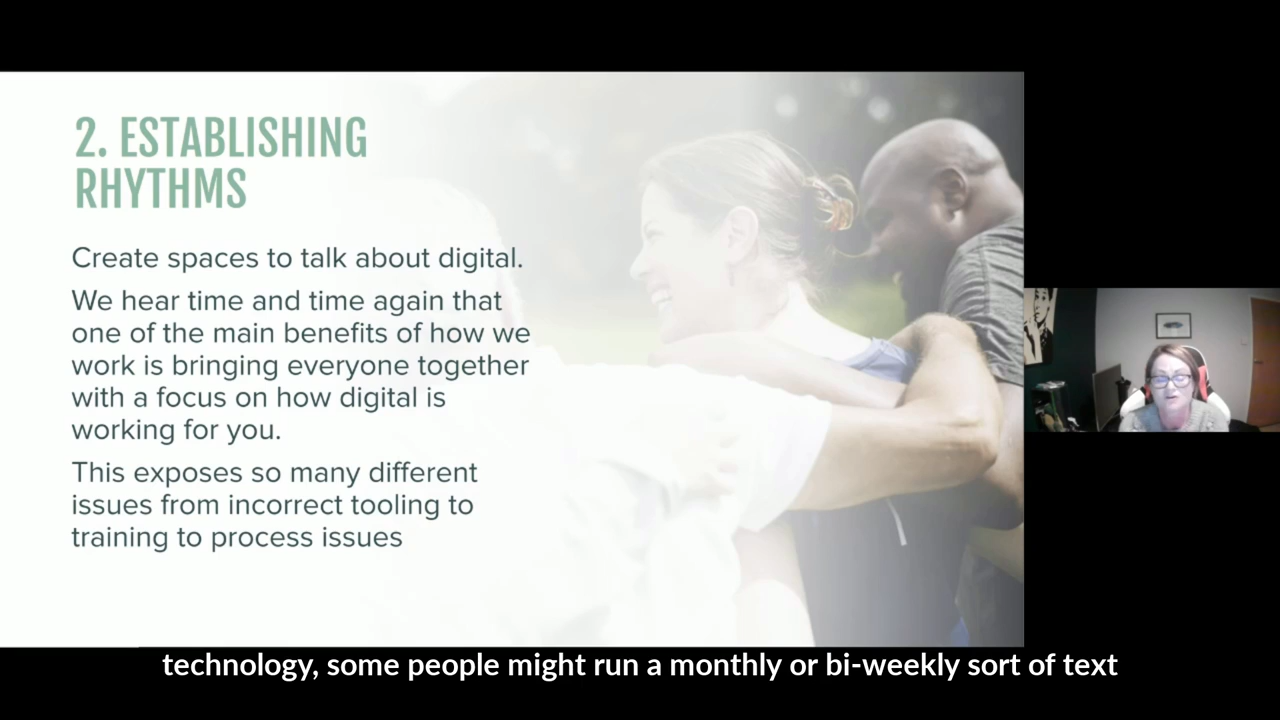 2. ESTABLISHING
RHYTHMS
Create spaces to talk about digital.
We hear time and time again that
one of the main benefits of how we
work is bringing everyone together
with a focus on how digital is
working for you.
This exposes so many different
issues from incorrect tooling to
training to process issues
technology, some people might run a monthly or bi-weekly sort of text